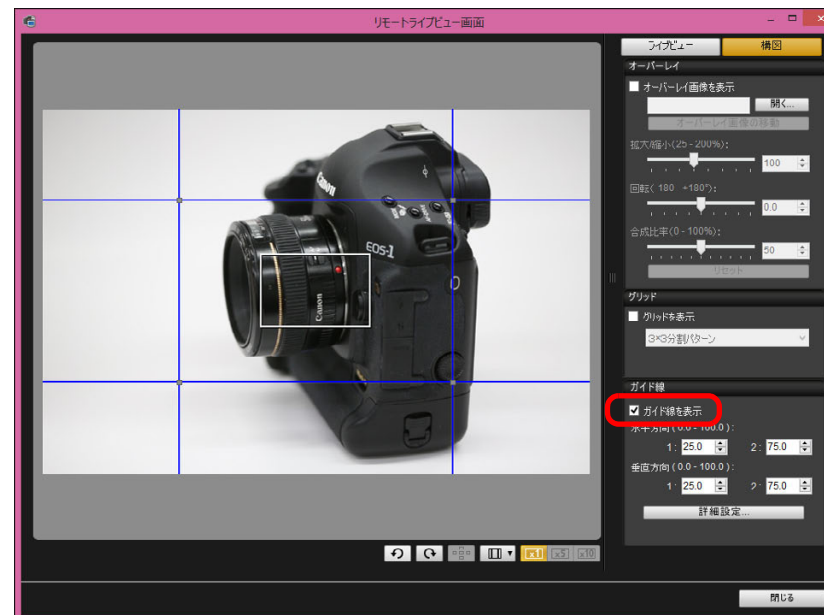 リモートライブビュー画面
ライブビュー 構図
オーバーレイ
オーバーレイ画像を表示
開く...
オーバーレイ画像の移動
拡大/縮小(25-200%):
100
回転( 180 +180°):
0.0
合成比率(0-100%):
50
リセット
グリッド
グリッドを表示
3×3分割パターン
ガイド線
ガイド線を表示
水平方向(0.0-100.0):
1: 25.0 2: 75.0
垂直方向(0.0-100.0):
1: 25.0 2: 75.0
詳細設定...
Canon
EOS-1
Canon
x1 x5 x10
閉じる